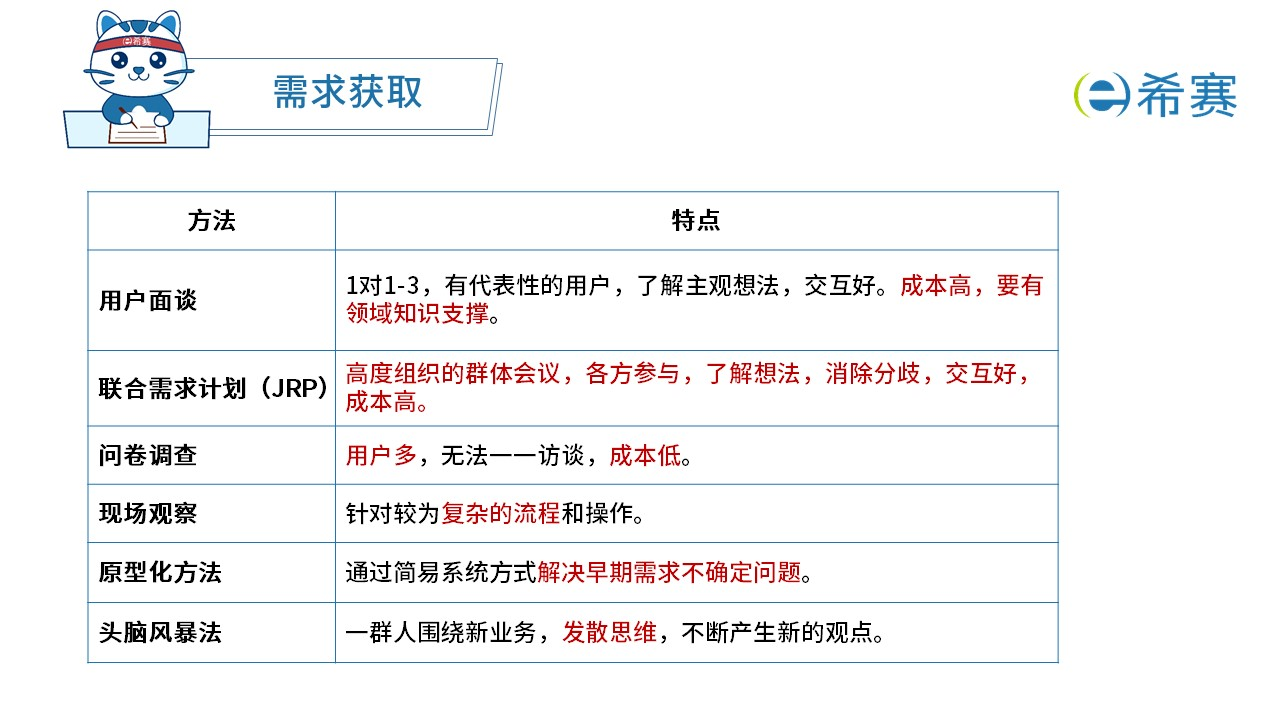 希赛
需求获取
希赛
方法
特点
用户面谈
1对1-3，有代表性的用户，了解主观想法，交互好。成本高，要有
领域知识支撑。
联合需求计划（JRP）
高度组织的群体会议，各方参与，了解想法，消除分歧，交互好，
成本高。
问卷调查
用户多，无法一一访谈，成本低。
现场观察
针对较为复杂的流程和操作。
原型化方法
通过简易系统方式解决早期需求不确定问题。
头脑风暴法
一群人围绕新业务，发散思维，不断产生新的观点。